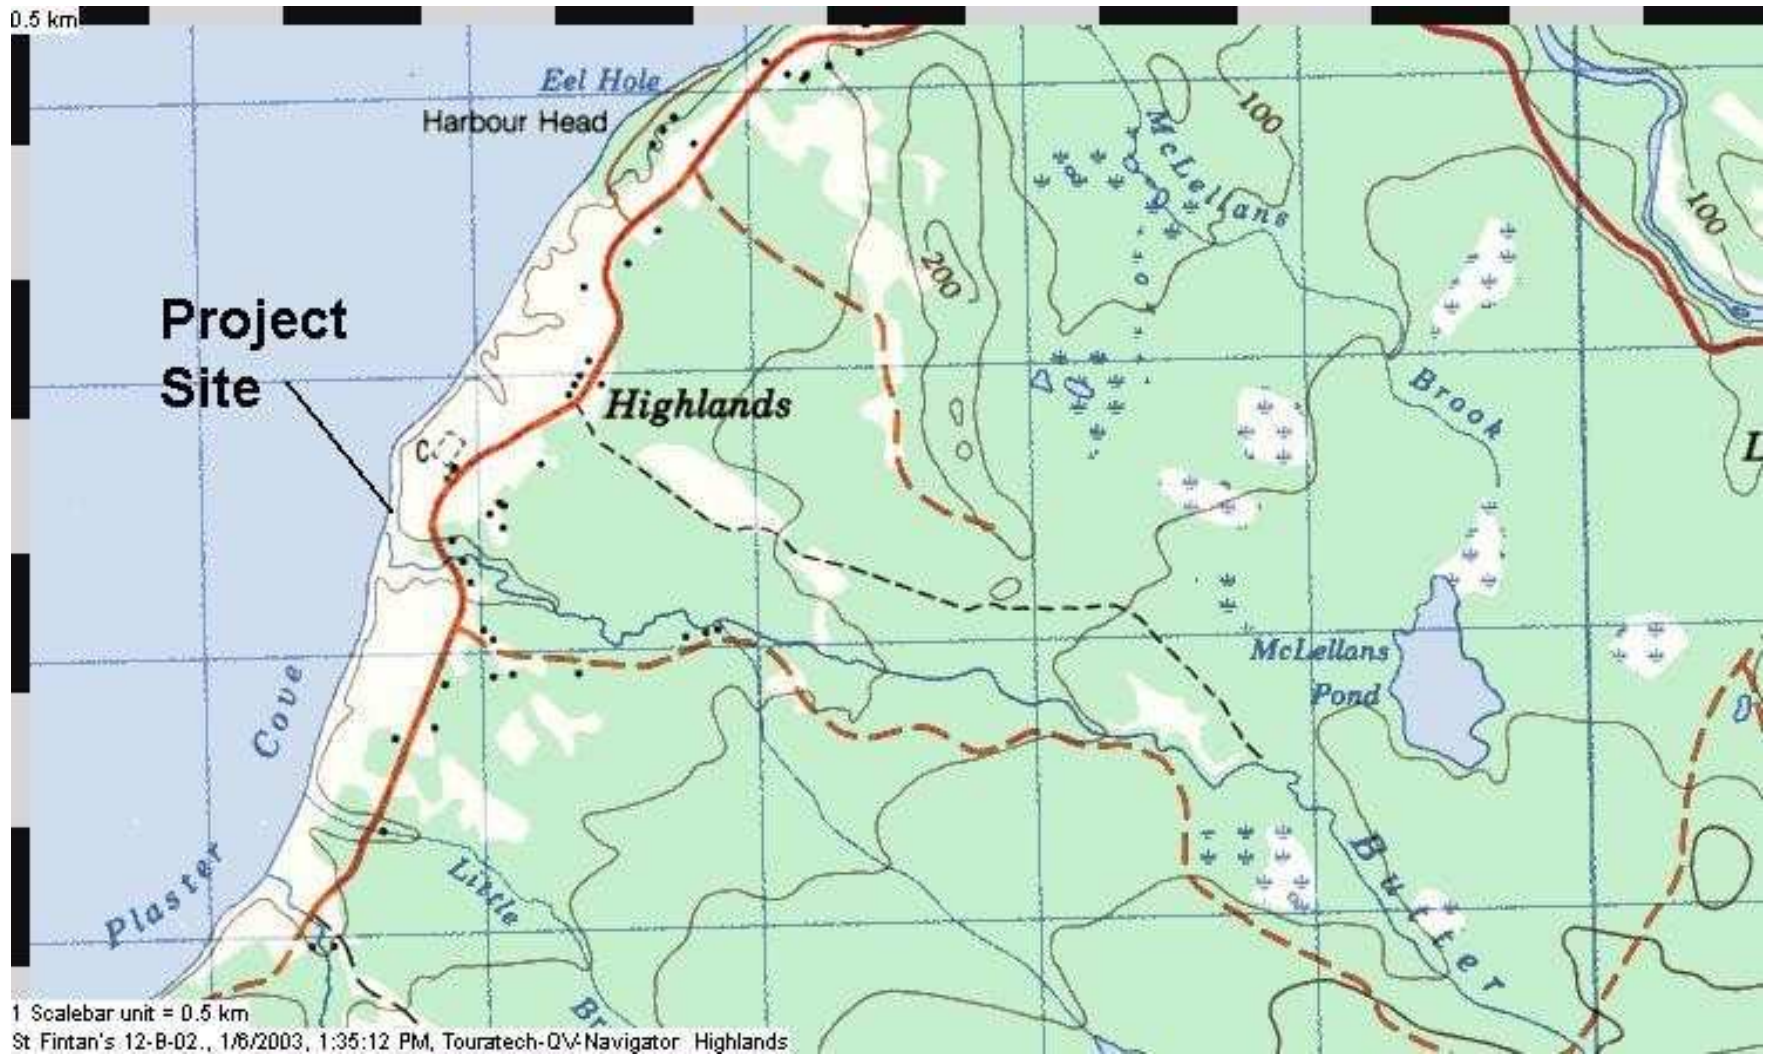 0.5 km
Eel Hole
Harbour Head
McLellans
100
100
200
Project
Site
Highlands
Brook
C
L
McLellans
Pond
Cove
Plaster
Little
Br
Butter
1 Scalebar unit = 0.5 km
St Fintan's 12-B-02., 1/6/2003, 1:35:12 PM, Touratech-QV-Navigator Highlands